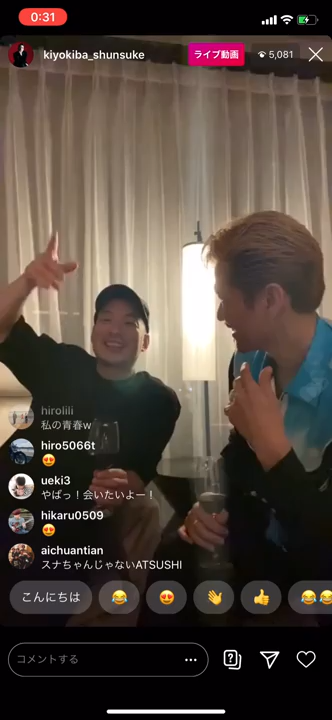 0:31
kiyokiba_shunsuke
ライブ動画
5,081
hirolili
私の青春w
hiro5066t
😍
ueki3
やばっ！会いたいよー！
hikaru0509
😍
aichuantian
スナちゃんじゃないATSUSHI
こんにちは 😂 😍 👋 👍 😂😂
コメントする